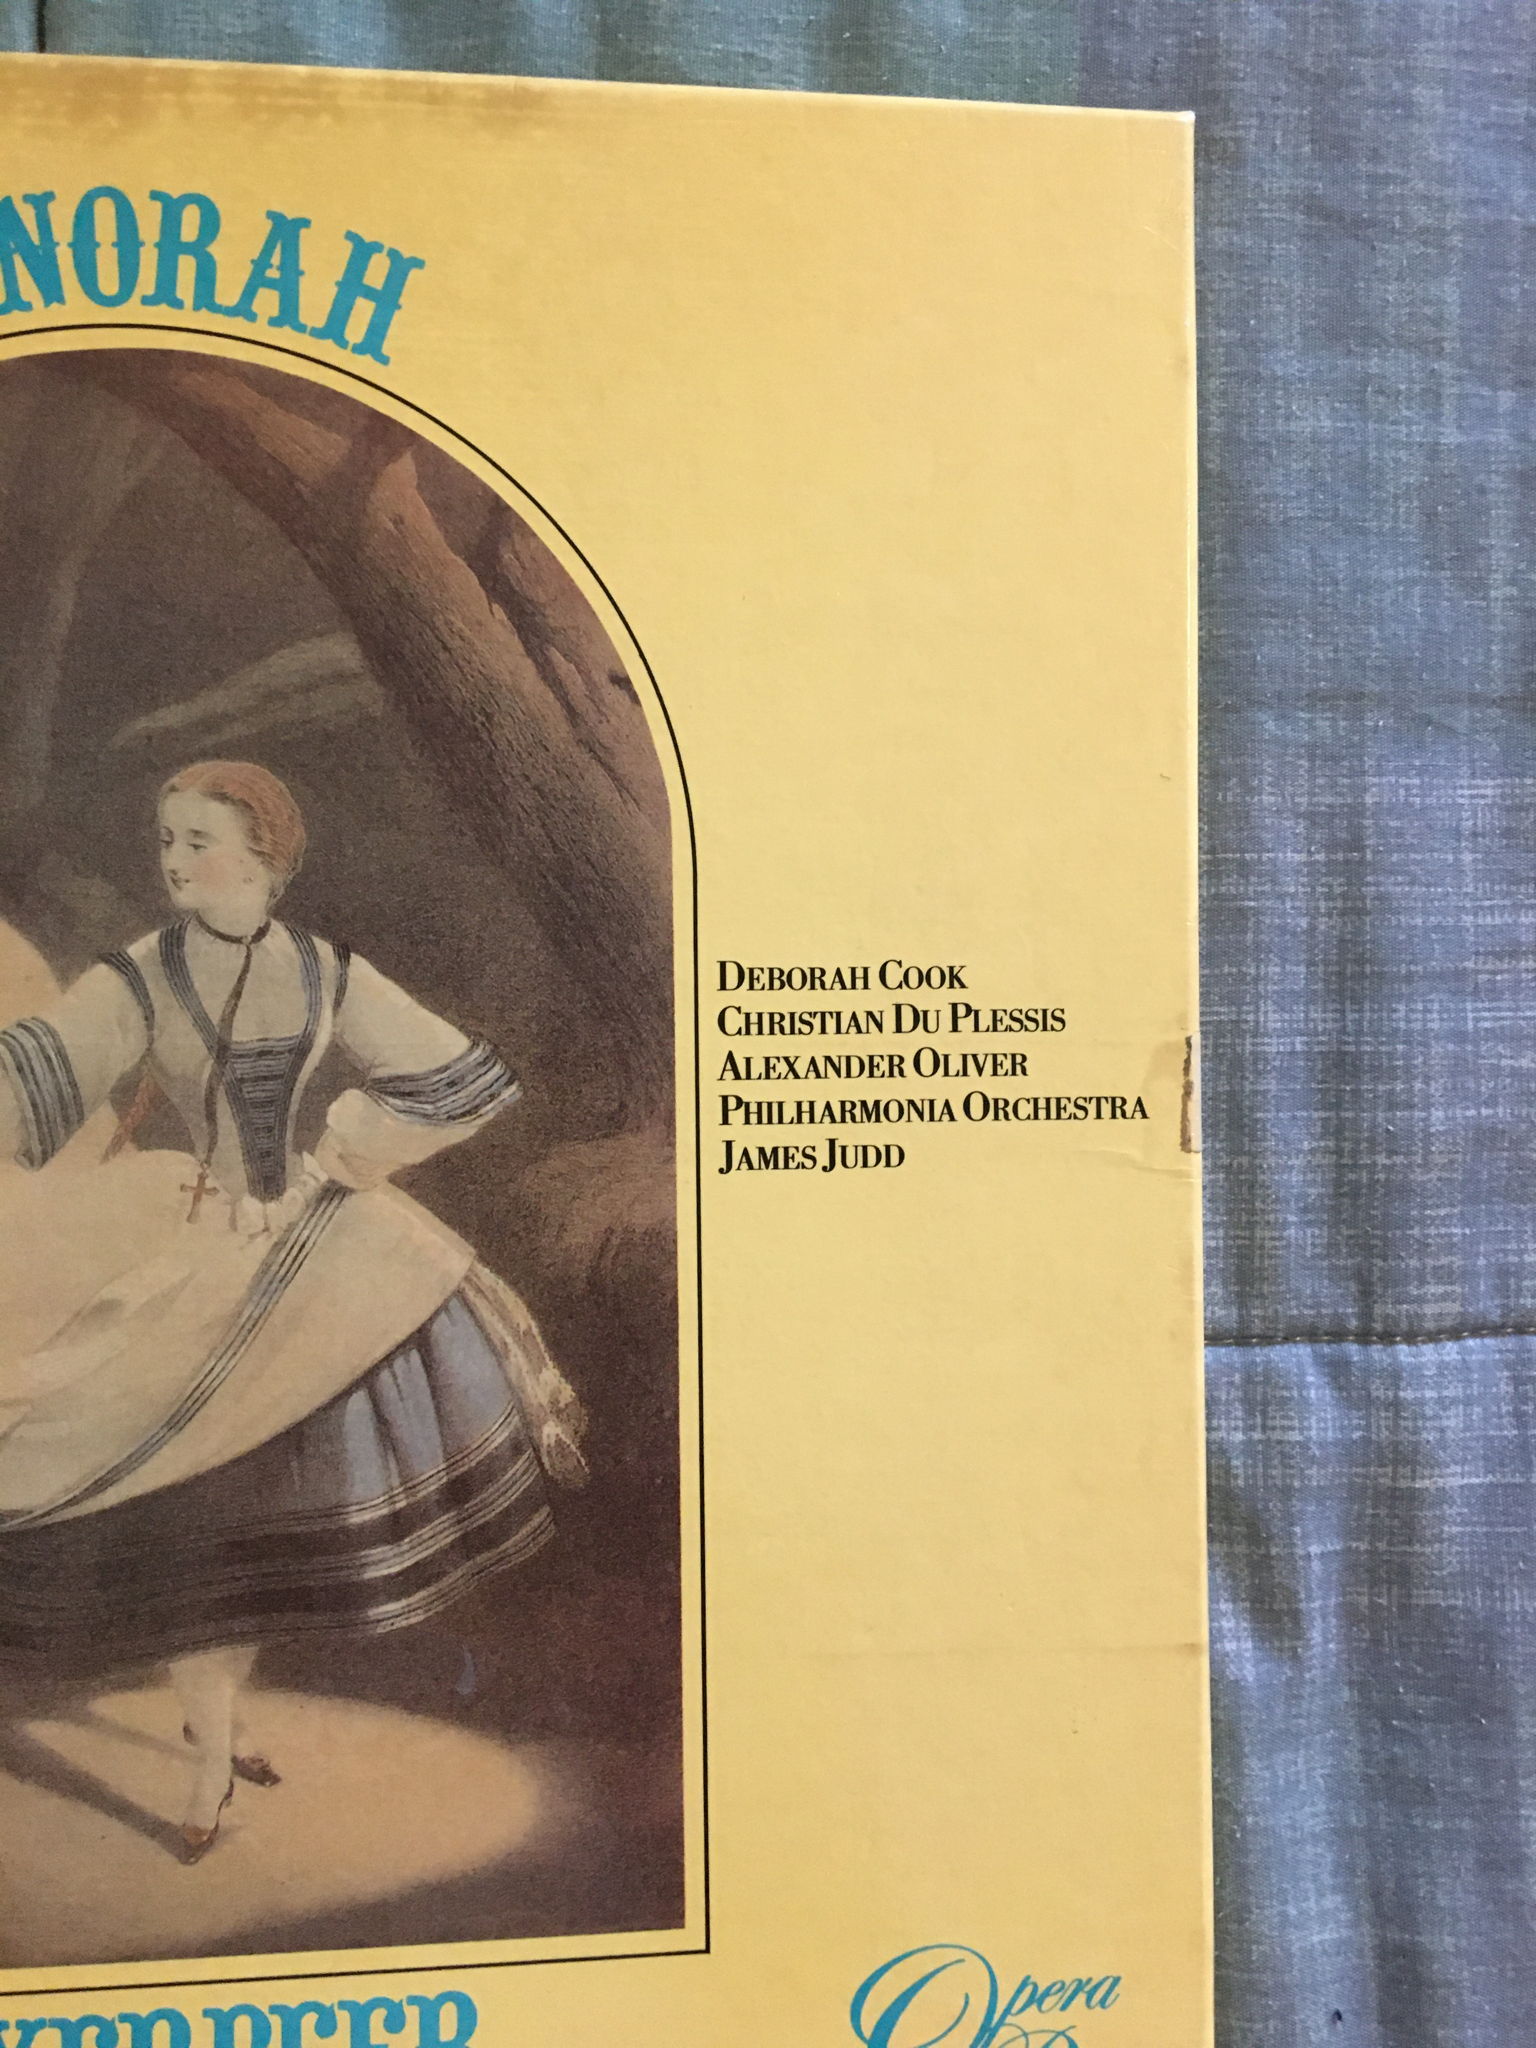 NORAH
DEBORAH COOK
CHRISTIAN DU PLESSIS
ALEXANDER OLIVER
PHILHARMONIA ORCHESTRA
JAMES JUDD
Opera